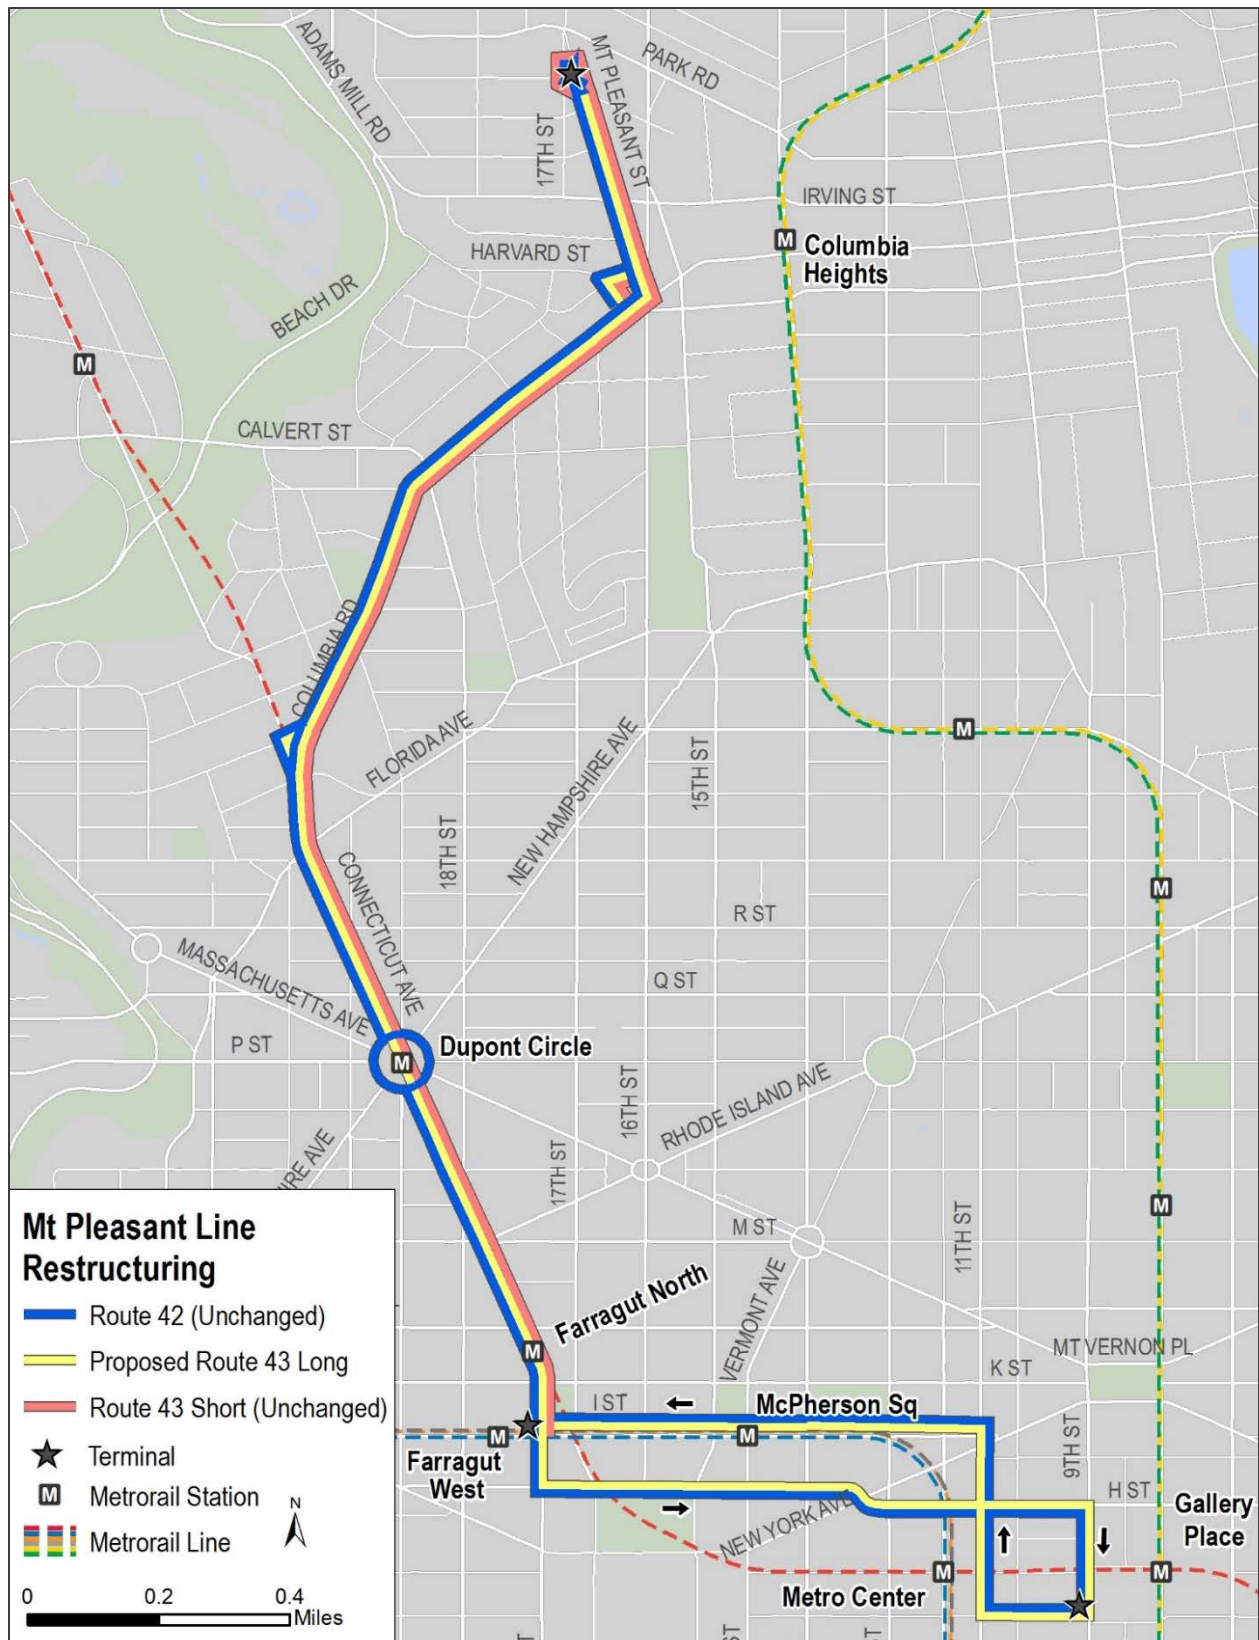 ADAMS MILL RD
MT PLEASANT ST
PARK RD
17TH ST
IRVING ST
HARVARD ST
M
Columbia
Heights
BEACH DR
M
CALVERT ST
COLUMBIA RD
FLORIDA AVE
NEW HAMPSHIRE AVE
15TH ST
M
18TH ST
CONNECTICUT AVE
M
R ST
MASSACHUSETTS AVE
Q ST
P ST
M
Dupont Circle
16TH ST
RHODE ISLAND AVE
17TH ST
IRE AVE
M ST
11TH ST
M
VERMONT AVE
Farragut North
M
MT VERNON PL
K ST
I ST
McPherson Sq
9TH ST
M
M
Farragut
West
H ST
NEW YORK AVE
Gallery
Place
M
M
Metro Center
ST
ST
ST
Mt Pleasant Line
Restructuring
Route 42 (Unchanged)
Proposed Route 43 Long
Route 43 Short (Unchanged)
Terminal
M Metrorail Station
N
Metrorail Line
0 0.2 0.4
Miles